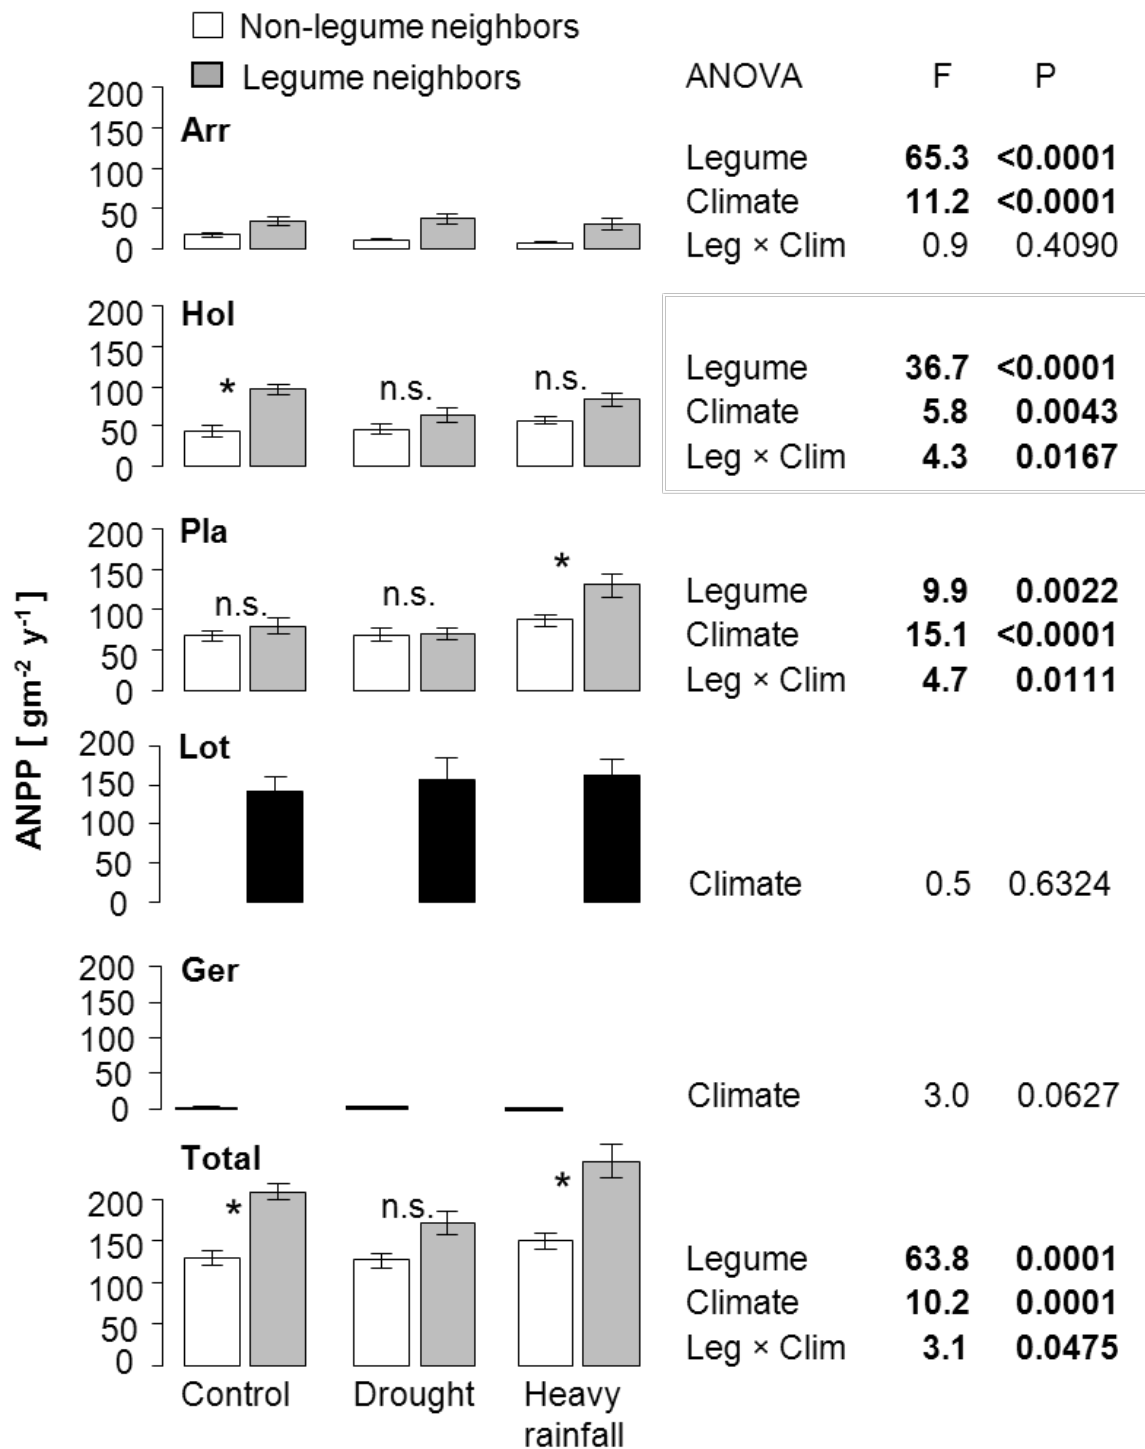 Non-legume neighbors
Legume neighbors
ANOVA F P
200
150
100
50
0
Arr
Legume 65.3 <0.0001
Climate 11.2 <0.0001
Leg × Clim 0.9 0.4090
200
150
100
50
0
Hol
* n.s. n.s.
Legume 36.7 <0.0001
Climate 5.8 0.0043
Leg × Clim 4.3 0.0167
200
150
100
50
0
Pla
n.s. n.s. *
Legume 9.9 0.0022
Climate 15.1 <0.0001
Leg × Clim 4.7 0.0111
ANPP [ gm-2 y-1 ]
200
150
100
50
0
Lot
Climate 0.5 0.6324
200
150
100
50
0
Ger
Climate 3.0 0.0627
Total
200
150
100
50
0
* n.s. *
Legume 63.8 0.0001
Climate 10.2 0.0001
Leg × Clim 3.1 0.0475
Control Drought Heavy
rainfall